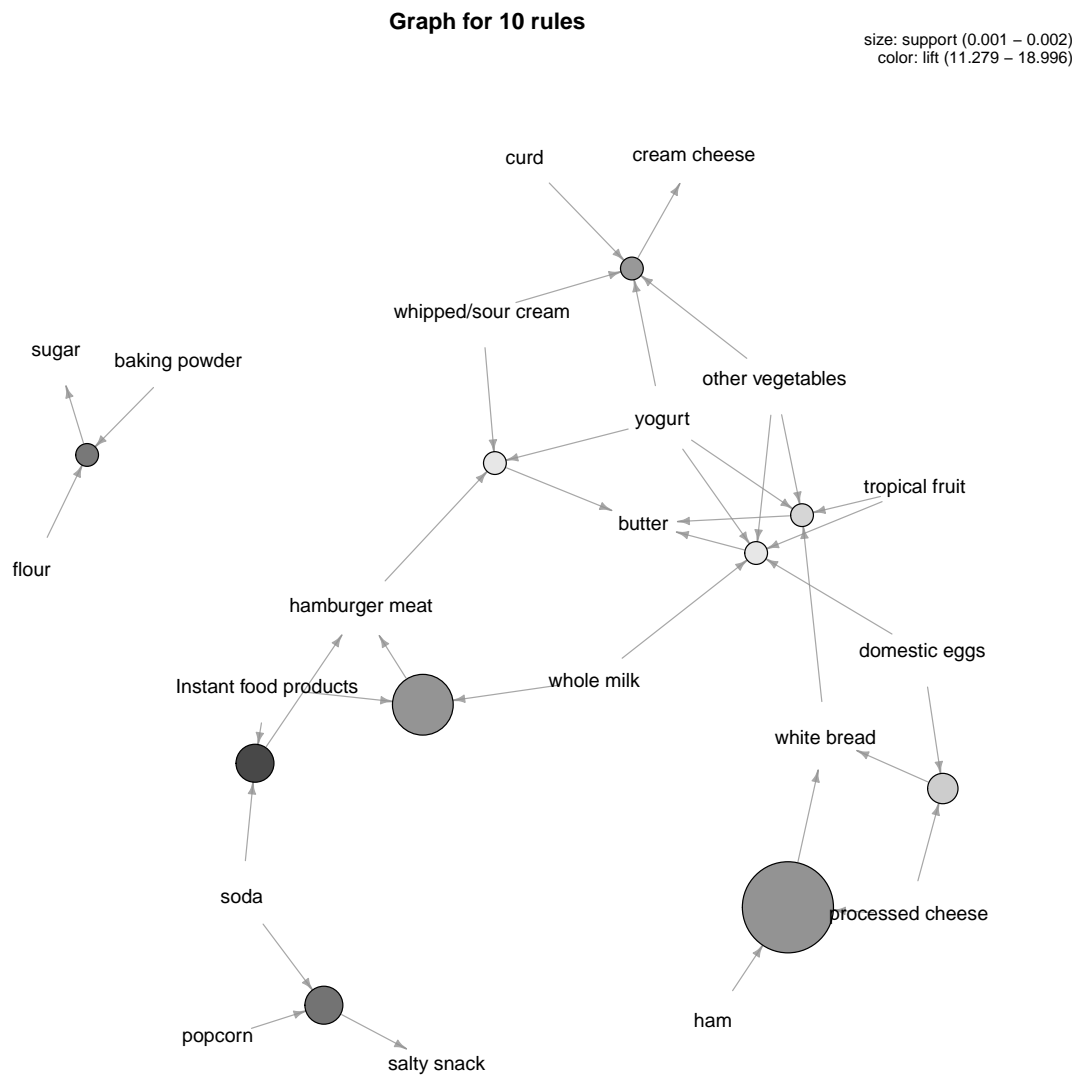 Graph for 10 rules
size: support (0.001 − 0.002)
color: lift (11.279 − 18.996)
curd
cream cheese
whipped/sour cream
sugar
baking powder
other vegetables
yogurt
tropical fruit
butter
flour
hamburger meat
domestic eggs
Instant food products
whole milk
white bread
soda
processed cheese
ham
popcorn
salty snack